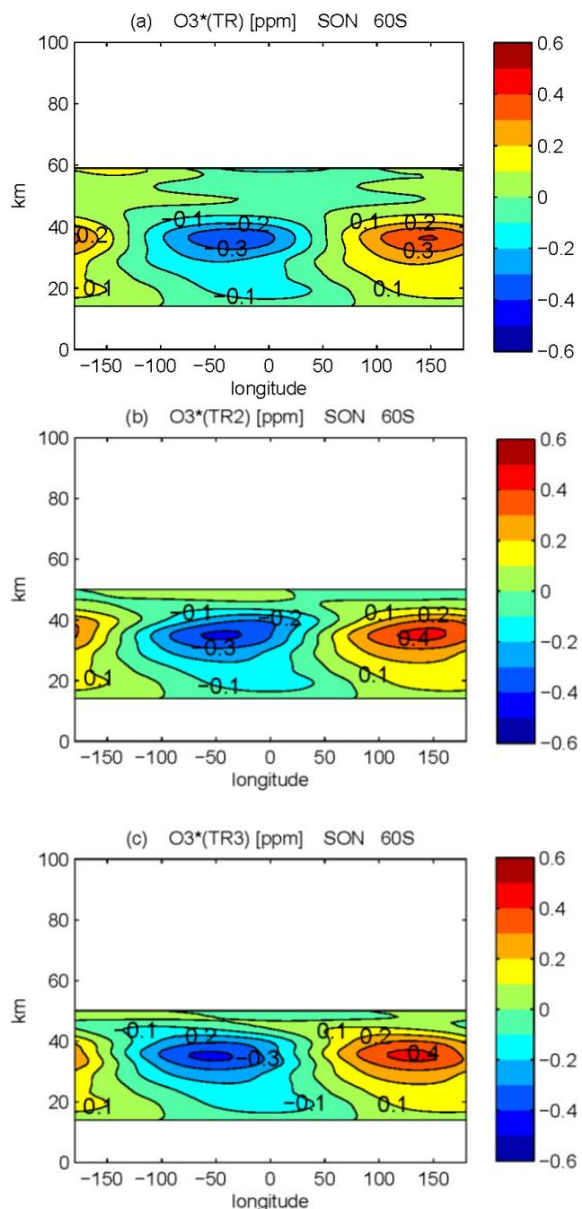 (a) O3*(TR) [ppm] SON 60S
100
80
60
40
20
0
km
−0.1 −0.2 0.1 0.2
0.2 −0.3 0.3
0.1 −0.1 0.1
−150 −100 −50 0 50 100 150
longitude
0.6
0.4
0.2
0
−0.2
−0.4
−0.6
(b) O3*(TR2) [ppm] SON 60S
100
80
60
40
20
0
km
−0.1 −0.2 0.1 0.2
−0.3 0.4
0.1 −0.1 0.1
−150 −100 −50 0 50 100 150
longitude
0.6
0.4
0.2
0
−0.2
−0.4
−0.6
(c) O3*(TR3) [ppm] SON 60S
100
80
60
40
20
0
km
−0.1 0.2 0.1 0.2
−0.3 0.4
0.1 −0.1 0.1
−150 −100 −50 0 50 100 150
longitude
0.6
0.4
0.2
0
−0.2
−0.4
−0.6